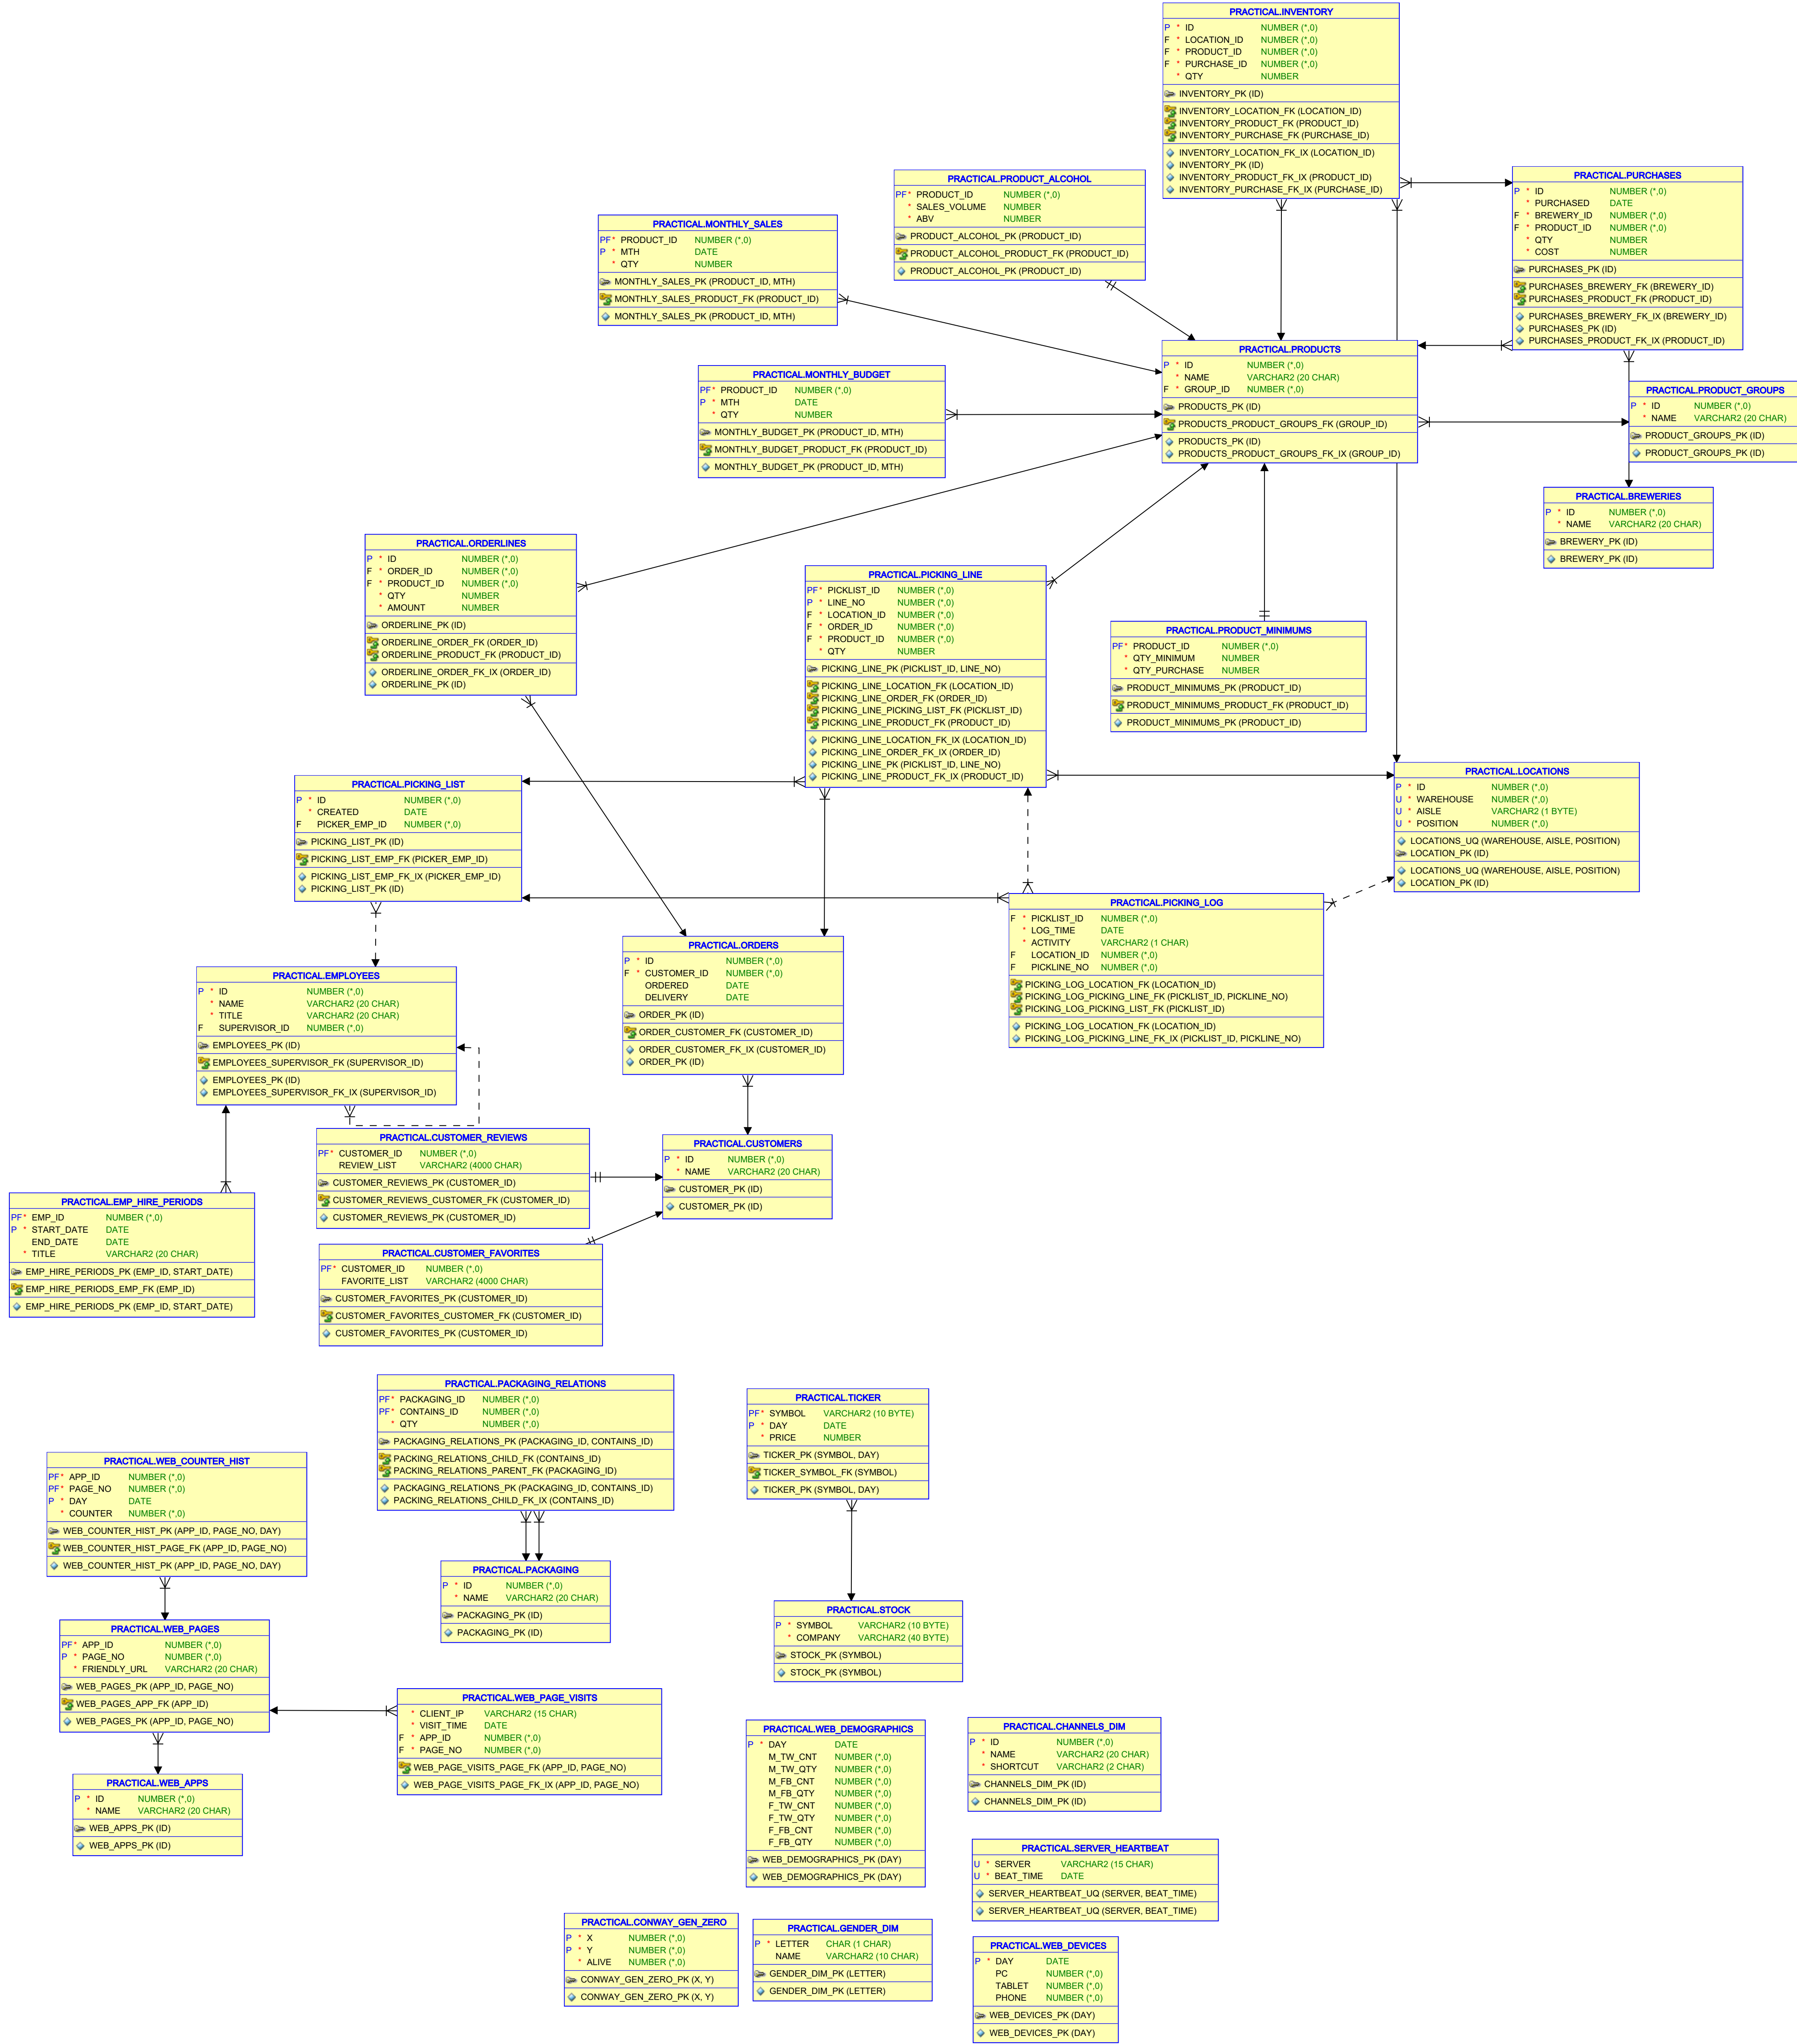 PRACTICAL.INVENTORY
P * ID NUMBER (*,0)
F * LOCATION_ID NUMBER (*,0)
F * PRODUCT_ID NUMBER (*,0)
F * PURCHASE_ID NUMBER (*,0)
* QTY NUMBER
INVENTORY_PK (ID)
INVENTORY_LOCATION_FK (LOCATION_ID)
INVENTORY_PRODUCT_FK (PRODUCT_ID)
INVENTORY_PURCHASE_FK (PURCHASE_ID)
INVENTORY_LOCATION_FK_IX (LOCATION_ID)
INVENTORY_PK (ID)
INVENTORY_PRODUCT_FK_IX (PRODUCT_ID)
INVENTORY_PURCHASE_FK_IX (PURCHASE_ID)
PRACTICAL.PURCHASES
P * ID NUMBER (*,0)
* PURCHASED DATE
F * BREWERY_ID NUMBER (*,0)
F * PRODUCT_ID NUMBER (*,0)
* QTY NUMBER
* COST NUMBER
PURCHASES_PK (ID)
PURCHASES_BREWERY_FK (BREWERY_ID)
PURCHASES_PRODUCT_FK (PRODUCT_ID)
PURCHASES_BREWERY_FK_IX (BREWERY_ID)
PURCHASES_PK (ID)
PURCHASES_PRODUCT_FK_IX (PRODUCT_ID)
PRACTICAL.PRODUCT_ALCOHOL
PF* PRODUCT_ID NUMBER (*,0)
* SALES_VOLUME NUMBER
* ABV NUMBER
PRODUCT_ALCOHOL_PK (PRODUCT_ID)
PRODUCT_ALCOHOL_PRODUCT_FK (PRODUCT_ID)
PRODUCT_ALCOHOL_PK (PRODUCT_ID)
PRACTICAL.MONTHLY_SALES
PF* PRODUCT_ID NUMBER (*,0)
P * MTH DATE
* QTY NUMBER
MONTHLY_SALES_PK (PRODUCT_ID, MTH)
MONTHLY_SALES_PRODUCT_FK (PRODUCT_ID)
MONTHLY_SALES_PK (PRODUCT_ID, MTH)
PRACTICAL.PRODUCTS
P * ID NUMBER (*,0)
* NAME VARCHAR2 (20 CHAR)
F * GROUP_ID NUMBER (*,0)
PRODUCTS_PK (ID)
PRODUCTS_PRODUCT_GROUPS_FK (GROUP_ID)
PRODUCTS_PK (ID)
PRODUCTS_PRODUCT_GROUPS_FK_IX (GROUP_ID)
PRACTICAL.MONTHLY_BUDGET
PF* PRODUCT_ID NUMBER (*,0)
P * MTH DATE
* QTY NUMBER
MONTHLY_BUDGET_PK (PRODUCT_ID, MTH)
MONTHLY_BUDGET_PRODUCT_FK (PRODUCT_ID)
MONTHLY_BUDGET_PK (PRODUCT_ID, MTH)
PRACTICAL.PRODUCT_GROUPS
P * ID NUMBER (*,0)
* NAME VARCHAR2 (20 CHAR)
PRODUCT_GROUPS_PK (ID)
PRODUCT_GROUPS_PK (ID)
PRACTICAL.BREWERIES
P * ID NUMBER (*,0)
* NAME VARCHAR2 (20 CHAR)
BREWERY_PK (ID)
BREWERY_PK (ID)
PRACTICAL.ORDERLINES
P * ID NUMBER (*,0)
F * ORDER_ID NUMBER (*,0)
F * PRODUCT_ID NUMBER (*,0)
* QTY NUMBER
* AMOUNT NUMBER
ORDERLINE_PK (ID)
ORDERLINE_ORDER_FK (ORDER_ID)
ORDERLINE_PRODUCT_FK (PRODUCT_ID)
ORDERLINE_ORDER_FK_IX (ORDER_ID)
ORDERLINE_PK (ID)
PRACTICAL.PICKING_LINE
PF* PICKLIST_ID NUMBER (*,0)
P * LINE_NO NUMBER (*,0)
F * LOCATION_ID NUMBER (*,0)
F * ORDER_ID NUMBER (*,0)
F * PRODUCT_ID NUMBER (*,0)
* QTY NUMBER
PICKING_LINE_PK (PICKLIST_ID, LINE_NO)
PICKING_LINE_LOCATION_FK (LOCATION_ID)
PICKING_LINE_ORDER_FK (ORDER_ID)
PICKING_LINE_PICKING_LIST_FK (PICKLIST_ID)
PICKING_LINE_PRODUCT_FK (PRODUCT_ID)
PICKING_LINE_LOCATION_FK_IX (LOCATION_ID)
PICKING_LINE_ORDER_FK_IX (ORDER_ID)
PICKING_LINE_PK (PICKLIST_ID, LINE_NO)
PICKING_LINE_PRODUCT_FK_IX (PRODUCT_ID)
PRACTICAL.PRODUCT_MINIMUMS
PF* PRODUCT_ID NUMBER (*,0)
* QTY_MINIMUM NUMBER
* QTY_PURCHASE NUMBER
PRODUCT_MINIMUMS_PK (PRODUCT_ID)
PRODUCT_MINIMUMS_PRODUCT_FK (PRODUCT_ID)
PRODUCT_MINIMUMS_PK (PRODUCT_ID)
PRACTICAL.LOCATIONS
P * ID NUMBER (*,0)
U * WAREHOUSE NUMBER (*,0)
U * AISLE VARCHAR2 (1 BYTE)
U * POSITION NUMBER (*,0)
LOCATIONS_UQ (WAREHOUSE, AISLE, POSITION)
LOCATION_PK (ID)
LOCATIONS_UQ (WAREHOUSE, AISLE, POSITION)
LOCATION_PK (ID)
PRACTICAL.PICKING_LIST
P * ID NUMBER (*,0)
* CREATED DATE
F PICKER_EMP_ID NUMBER (*,0)
PICKING_LIST_PK (ID)
PICKING_LIST_EMP_FK (PICKER_EMP_ID)
PICKING_LIST_EMP_FK_IX (PICKER_EMP_ID)
PICKING_LIST_PK (ID)
PRACTICAL.PICKING_LOG
F * PICKLIST_ID NUMBER (*,0)
* LOG_TIME DATE
* ACTIVITY VARCHAR2 (1 CHAR)
F LOCATION_ID NUMBER (*,0)
F PICKLINE_NO NUMBER (*,0)
PICKING_LOG_LOCATION_FK (LOCATION_ID)
PICKING_LOG_PICKING_LINE_FK (PICKLIST_ID, PICKLINE_NO)
PICKING_LOG_PICKING_LIST_FK (PICKLIST_ID)
PICKING_LOG_LOCATION_FK (LOCATION_ID)
PICKING_LOG_PICKING_LINE_FK_IX (PICKLIST_ID, PICKLINE_NO)
PRACTICAL.ORDERS
P * ID NUMBER (*,0)
F * CUSTOMER_ID NUMBER (*,0)
ORDERED DATE
DELIVERY DATE
ORDER_PK (ID)
ORDER_CUSTOMER_FK (CUSTOMER_ID)
ORDER_CUSTOMER_FK_IX (CUSTOMER_ID)
ORDER_PK (ID)
PRACTICAL.EMPLOYEES
P * ID NUMBER (*,0)
* NAME VARCHAR2 (20 CHAR)
* TITLE VARCHAR2 (20 CHAR)
F SUPERVISOR_ID NUMBER (*,0)
EMPLOYEES_PK (ID)
EMPLOYEES_SUPERVISOR_FK (SUPERVISOR_ID)
EMPLOYEES_PK (ID)
EMPLOYEES_SUPERVISOR_FK_IX (SUPERVISOR_ID)
PRACTICAL.CUSTOMER_REVIEWS
PF* CUSTOMER_ID NUMBER (*,0)
REVIEW_LIST VARCHAR2 (4000 CHAR)
CUSTOMER_REVIEWS_PK (CUSTOMER_ID)
CUSTOMER_REVIEWS_CUSTOMER_FK (CUSTOMER_ID)
CUSTOMER_REVIEWS_PK (CUSTOMER_ID)
PRACTICAL.CUSTOMERS
P * ID NUMBER (*,0)
* NAME VARCHAR2 (20 CHAR)
CUSTOMER_PK (ID)
CUSTOMER_PK (ID)
PRACTICAL.EMP_HIRE_PERIODS
PF* EMP_ID NUMBER (*,0)
P * START_DATE DATE
END_DATE DATE
* TITLE VARCHAR2 (20 CHAR)
EMP_HIRE_PERIODS_PK (EMP_ID, START_DATE)
EMP_HIRE_PERIODS_EMP_FK (EMP_ID)
EMP_HIRE_PERIODS_PK (EMP_ID, START_DATE)
PRACTICAL.CUSTOMER_FAVORITES
PF* CUSTOMER_ID NUMBER (*,0)
FAVORITE_LIST VARCHAR2 (4000 CHAR)
CUSTOMER_FAVORITES_PK (CUSTOMER_ID)
CUSTOMER_FAVORITES_CUSTOMER_FK (CUSTOMER_ID)
CUSTOMER_FAVORITES_PK (CUSTOMER_ID)
PRACTICAL.PACKAGING_RELATIONS
PF* PACKAGING_ID NUMBER (*,0)
PF* CONTAINS_ID NUMBER (*,0)
* QTY NUMBER (*,0)
PACKAGING_RELATIONS_PK (PACKAGING_ID, CONTAINS_ID)
PACKING_RELATIONS_CHILD_FK (CONTAINS_ID)
PACKING_RELATIONS_PARENT_FK (PACKAGING_ID)
PACKAGING_RELATIONS_PK (PACKAGING_ID, CONTAINS_ID)
PACKING_RELATIONS_CHILD_FK_IX (CONTAINS_ID)
PRACTICAL.TICKER
PF* SYMBOL VARCHAR2 (10 BYTE)
P * DAY DATE
* PRICE NUMBER
TICKER_PK (SYMBOL, DAY)
TICKER_SYMBOL_FK (SYMBOL)
TICKER_PK (SYMBOL, DAY)
PRACTICAL.WEB_COUNTER_HIST
PF* APP_ID NUMBER (*,0)
PF* PAGE_NO NUMBER (*,0)
P * DAY DATE
* COUNTER NUMBER (*,0)
WEB_COUNTER_HIST_PK (APP_ID, PAGE_NO, DAY)
WEB_COUNTER_HIST_PAGE_FK (APP_ID, PAGE_NO)
WEB_COUNTER_HIST_PK (APP_ID, PAGE_NO, DAY)
PRACTICAL.PACKAGING
P * ID NUMBER (*,0)
* NAME VARCHAR2 (20 CHAR)
PACKAGING_PK (ID)
PACKAGING_PK (ID)
PRACTICAL.STOCK
P * SYMBOL VARCHAR2 (10 BYTE)
* COMPANY VARCHAR2 (40 BYTE)
STOCK_PK (SYMBOL)
STOCK_PK (SYMBOL)
PRACTICAL.WEB_PAGES
PF* APP_ID NUMBER (*,0)
P * PAGE_NO NUMBER (*,0)
* FRIENDLY_URL VARCHAR2 (20 CHAR)
WEB_PAGES_PK (APP_ID, PAGE_NO)
WEB_PAGES_APP_FK (APP_ID)
WEB_PAGES_PK (APP_ID, PAGE_NO)
PRACTICAL.WEB_PAGE_VISITS
* CLIENT_IP VARCHAR2 (15 CHAR)
* VISIT_TIME DATE
F * APP_ID NUMBER (*,0)
F * PAGE_NO NUMBER (*,0)
WEB_PAGE_VISITS_PAGE_FK (APP_ID, PAGE_NO)
WEB_PAGE_VISITS_PAGE_FK_IX (APP_ID, PAGE_NO)
PRACTICAL.WEB_APPS
P * ID NUMBER (*,0)
* NAME VARCHAR2 (20 CHAR)
WEB_APPS_PK (ID)
WEB_APPS_PK (ID)
PRACTICAL.WEB_DEMOGRAPHICS
P * DAY DATE
M_TW_CNT NUMBER (*,0)
M_TW_QTY NUMBER (*,0)
M_FB_CNT NUMBER (*,0)
M_FB_QTY NUMBER (*,0)
F_TW_CNT NUMBER (*,0)
F_TW_QTY NUMBER (*,0)
F_FB_CNT NUMBER (*,0)
F_FB_QTY NUMBER (*,0)
WEB_DEMOGRAPHICS_PK (DAY)
WEB_DEMOGRAPHICS_PK (DAY)
PRACTICAL.CHANNELS_DIM
P * ID NUMBER (*,0)
* NAME VARCHAR2 (20 CHAR)
* SHORTCUT VARCHAR2 (2 CHAR)
CHANNELS_DIM_PK (ID)
CHANNELS_DIM_PK (ID)
PRACTICAL.SERVER_HEARTBEAT
U * SERVER VARCHAR2 (15 CHAR)
U * BEAT_TIME DATE
SERVER_HEARTBEAT_UQ (SERVER, BEAT_TIME)
SERVER_HEARTBEAT_UQ (SERVER, BEAT_TIME)
PRACTICAL.CONWAY_GEN_ZERO
P * X NUMBER (*,0)
P * Y NUMBER (*,0)
* ALIVE NUMBER (*,0)
CONWAY_GEN_ZERO_PK (X, Y)
CONWAY_GEN_ZERO_PK (X, Y)
PRACTICAL.GENDER_DIM
P * LETTER CHAR (1 CHAR)
NAME VARCHAR2 (10 CHAR)
GENDER_DIM_PK (LETTER)
GENDER_DIM_PK (LETTER)
PRACTICAL.WEB_DEVICES
P * DAY DATE
PC NUMBER (*,0)
TABLET NUMBER (*,0)
PHONE NUMBER (*,0)
WEB_DEVICES_PK (DAY)
WEB_DEVICES_PK (DAY)